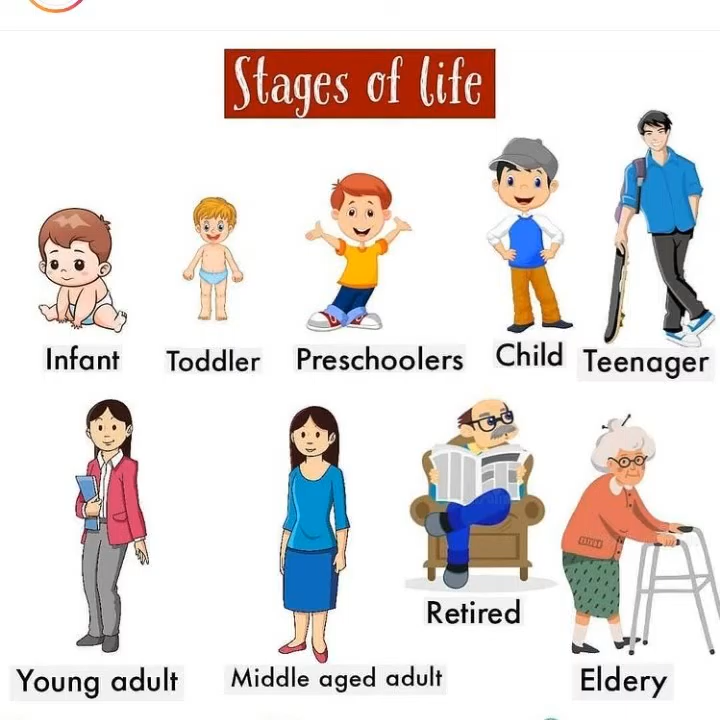 Stages of life
Infant
Toddler
Preschoolers
Child
Teenager
Young adult
Middle aged adult
Retired
Eldery